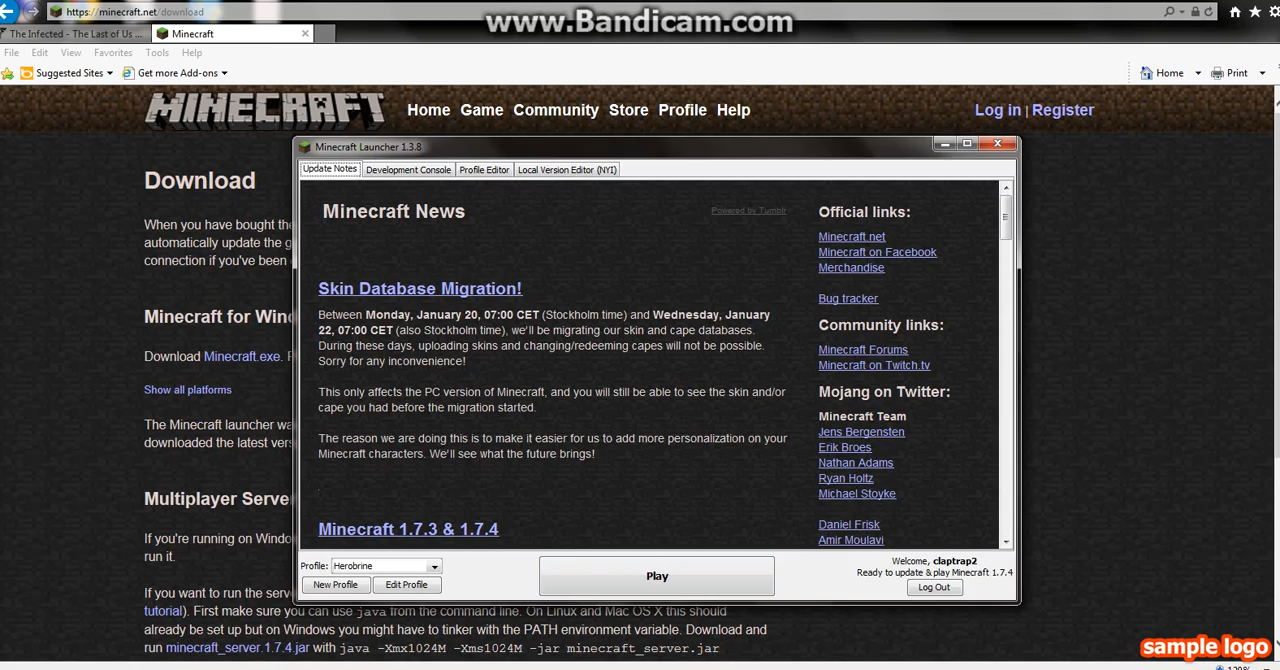 https://minecraft.net/download
www.Bandicam.com
The Infected - The Last of Us ...
Minecraft
File Edit View Favorites Tools Help
Suggested Sites
Get more Add-ons
Home
Print
MINECRAFT
Home Game Community Store Profile Help
Log in | Register
Minecraft Launcher 1.3.8
Update Notes
Development Console
Profile Editor
Local Version Editor (NYI)
Download
When you have bought the
automatically update the g
connection if you've been
Minecraft for Win
Download Minecraft.exe.
Show all platforms
The Minecraft launcher wa
downloaded the latest vers
Multiplayer Serve
If you're running on Windo
run it.
If you want to run the serve
tutorial). First make sure you can use java from the command line. On Linux and Mac OS X this should
already be set up but on Windows you might have to tinker with the PATH environment variable. Download and
run minecraft_server.1.7.4.jar with java -Xmx1024M -Xms1024M -jar minecraft_server.jar
Minecraft News
Powered by Tumblr
Skin Database Migration!
Between Monday, January 20, 07:00 CET (Stockholm time) and Wednesday, January
22, 07:00 CET (also Stockholm time), we'll be migrating our skin and cape databases.
During these days, uploading skins and changing/redeeming capes will not be possible.
Sorry for any inconvenience!
This only affects the PC version of Minecraft, and you will still be able to see the skin and/or
cape you had before the migration started.
The reason we are doing this is to make it easier for us to add more personalization on your
Minecraft characters. We'll see what the future brings!
Minecraft 1.7.3 & 1.7.4
Official links:
Minecraft.net
Minecraft on Facebook
Merchandise
Bug tracker
Community links:
Minecraft Forums
Minecraft on Twitch.tv
Mojang on Twitter:
Minecraft Team
Jens Bergensten
Erik Broes
Nathan Adams
Ryan Holtz
Michael Stoyke
Daniel Frisk
Amir Moulavi
Profile: Herobrine
New Profile
Edit Profile
Play
Welcome, claptrap2
Ready to update & play Minecraft 1.7.4
Log Out
sample logo